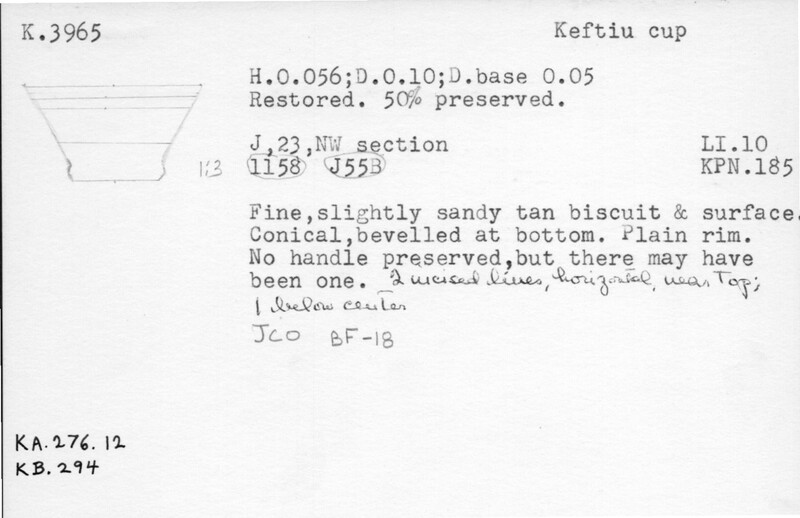 K.3965
Keftiu cup
H.0.056;D.0.10;D.base 0.05
Restored. 50% preserved.
J,23,NW section LI.10
1158 J55B KPN.185
1:3
Fine,slightly sandy tan biscuit & surface.
Conical,bevelled at bottom. Plain rim.
No handle preserved,but there may have
been one. 2 incised lines, horizontal, near Top;
1 below center
JCO BF-18
KA.276.12
KB.294